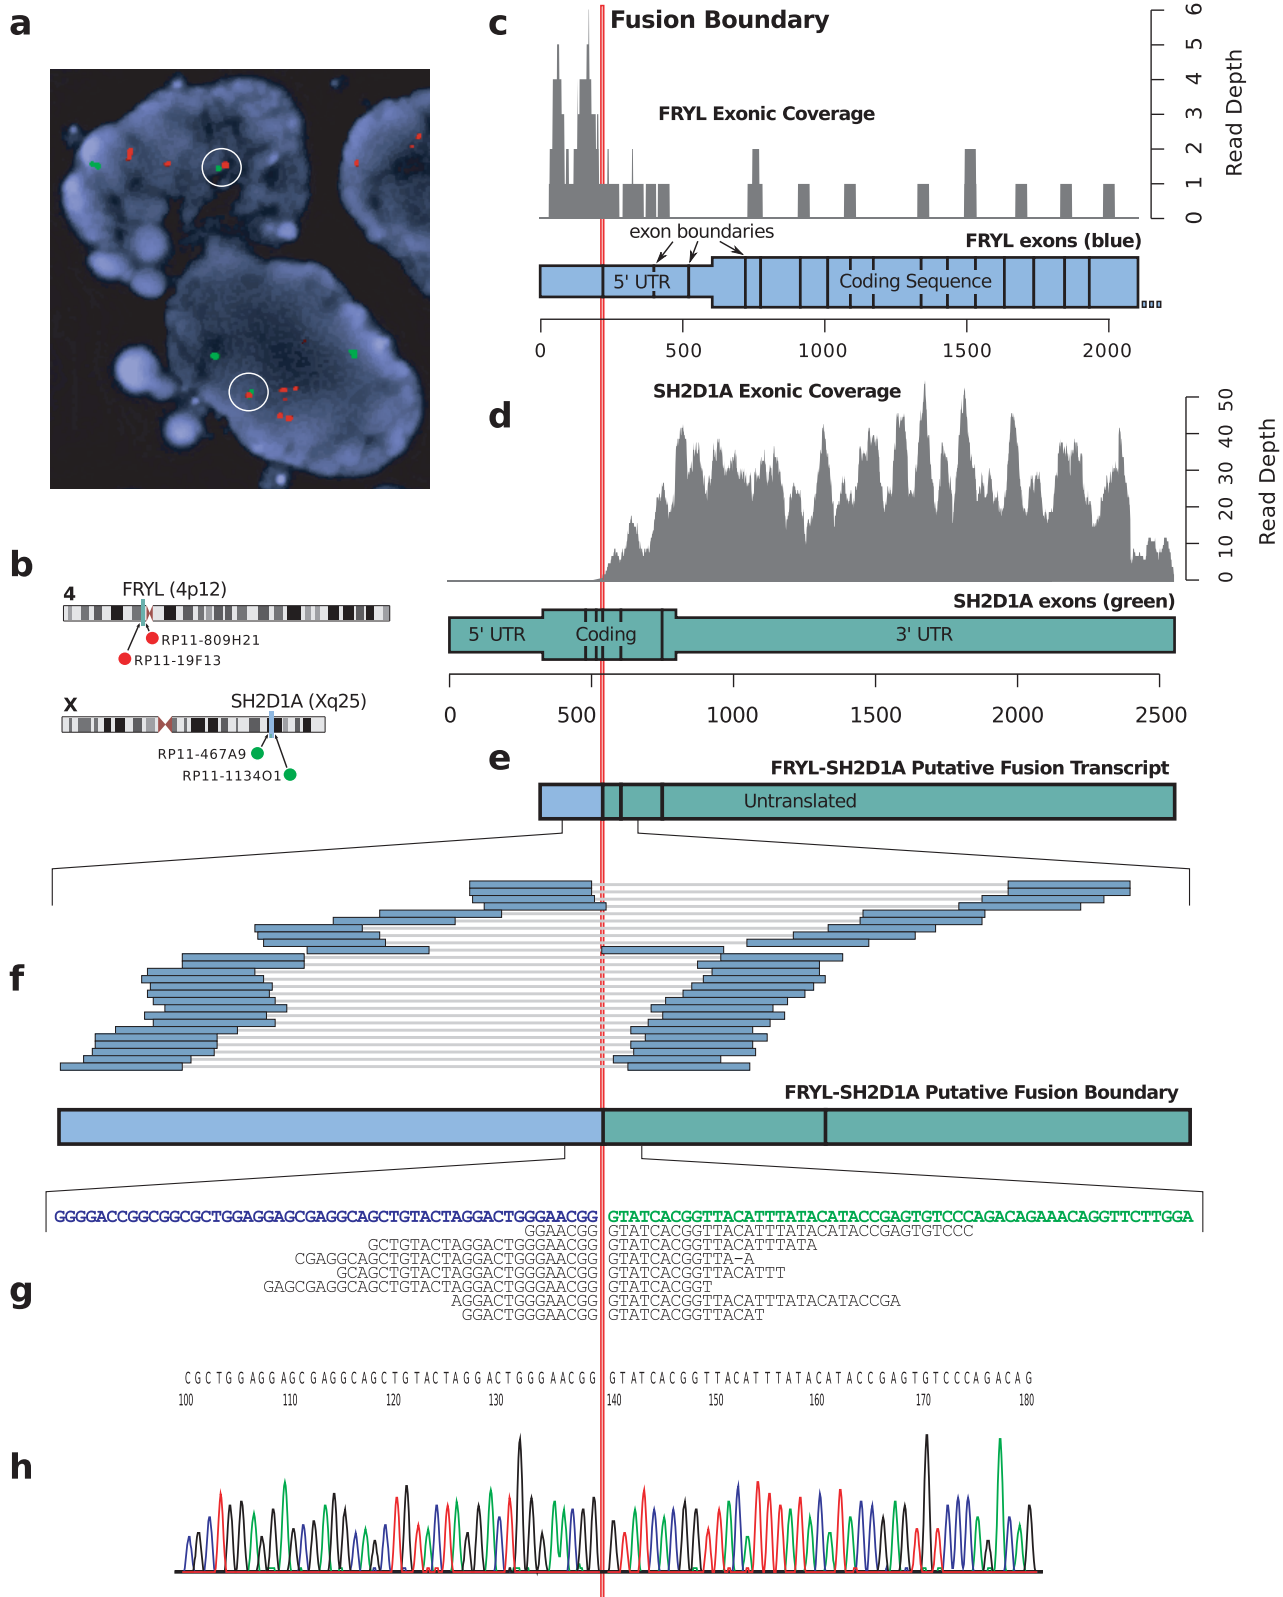 a
c
Fusion Boundary
FRYL Exonic Coverage
0 1 2 3 4 5 6
Read Depth
exon boundaries
FRYL exons (blue)
5' UTR
Coding Sequence
0 500 1000 1500 2000
d
SH2D1A Exonic Coverage
0 10 20 30 40 50
Read Depth
SH2D1A exons (green)
5' UTR
Coding
3' UTR
0 500 1000 1500 2000 2500
b
4
FRYL (4p12)
RP11-809H21
RP11-19F13
X
SH2D1A (Xq25)
RP11-467A9
RP11-1134O1
e
FRYL-SH2D1A Putative Fusion Transcript
Untranslated
f
FRYL-SH2D1A Putative Fusion Boundary
g
GGGGACCGGCGGCGCTGGAGGAGCGAGGCAGCTGTACTAGGACTGGGAACGG GTATCACGGTTACATTTATACATACCGAGTGTCCCAGACAGAAACAGGTTCTTGGA
GGAACGG GTATCACGGTTACATTTATACATACCGAGTGTCCC
GCTGTACTAGGACTGGGAACGG GTATCACGGTTACATTTATA
CGAGGCAGCTGTACTAGGACTGGGAACGG GTATCACGGTTA-A
GCAGCTGTACTAGGACTGGGAACGG GTATCACGGTTACATTT
GAGCGAGGCAGCTGTACTAGGACTGGGAACGG GTATCACGGT
AGGACTGGGAACGG GTATCACGGTTACATTTATACATACCGA
GGACTGGGAACGG GTATCACGGTTACAT
CGCTGGAGGAGCGAGGCAGCTGTACTAGGACTGGGAACGG GTATCACGGTTACATTTATACATACCGAGTGTCCCAGACAG
100 110 120 130 140 150 160 170 180
h